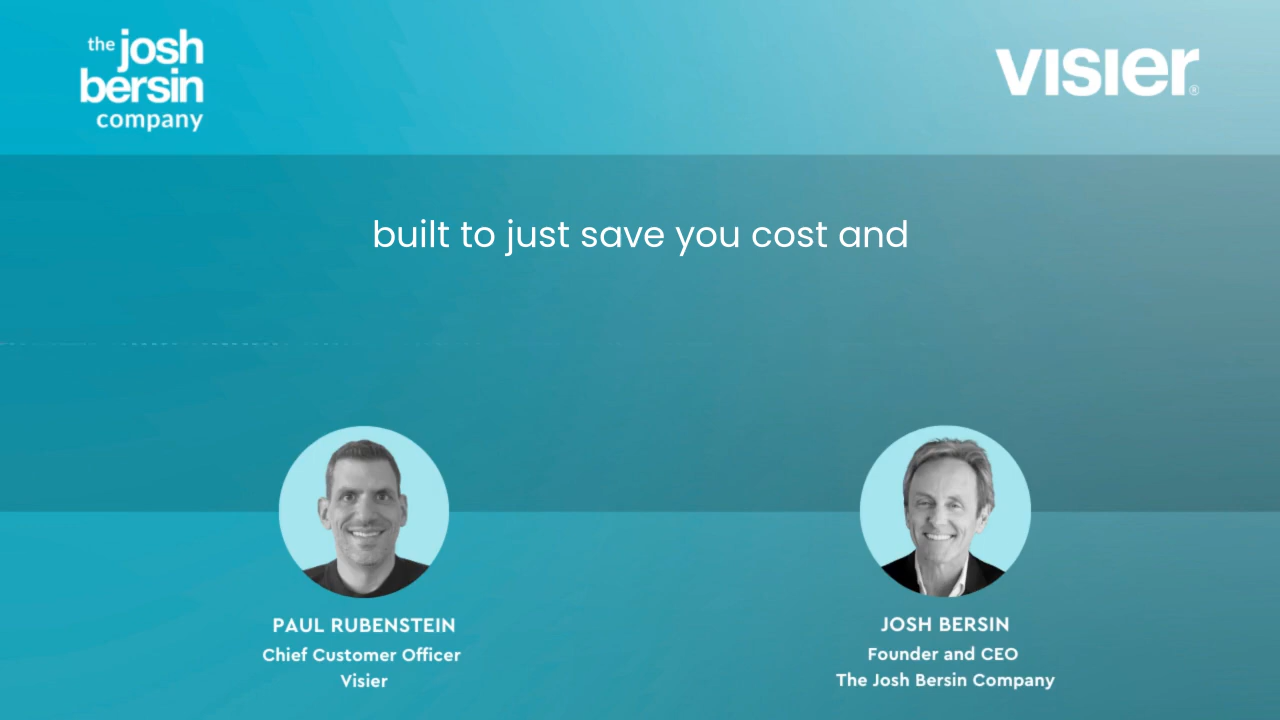 the josh
bersin
company
VISIER®
built to just save you cost and
PAUL RUBENSTEIN
Chief Customer Officer
Visier
JOSH BERSIN
Founder and CEO
The Josh Bersin Company